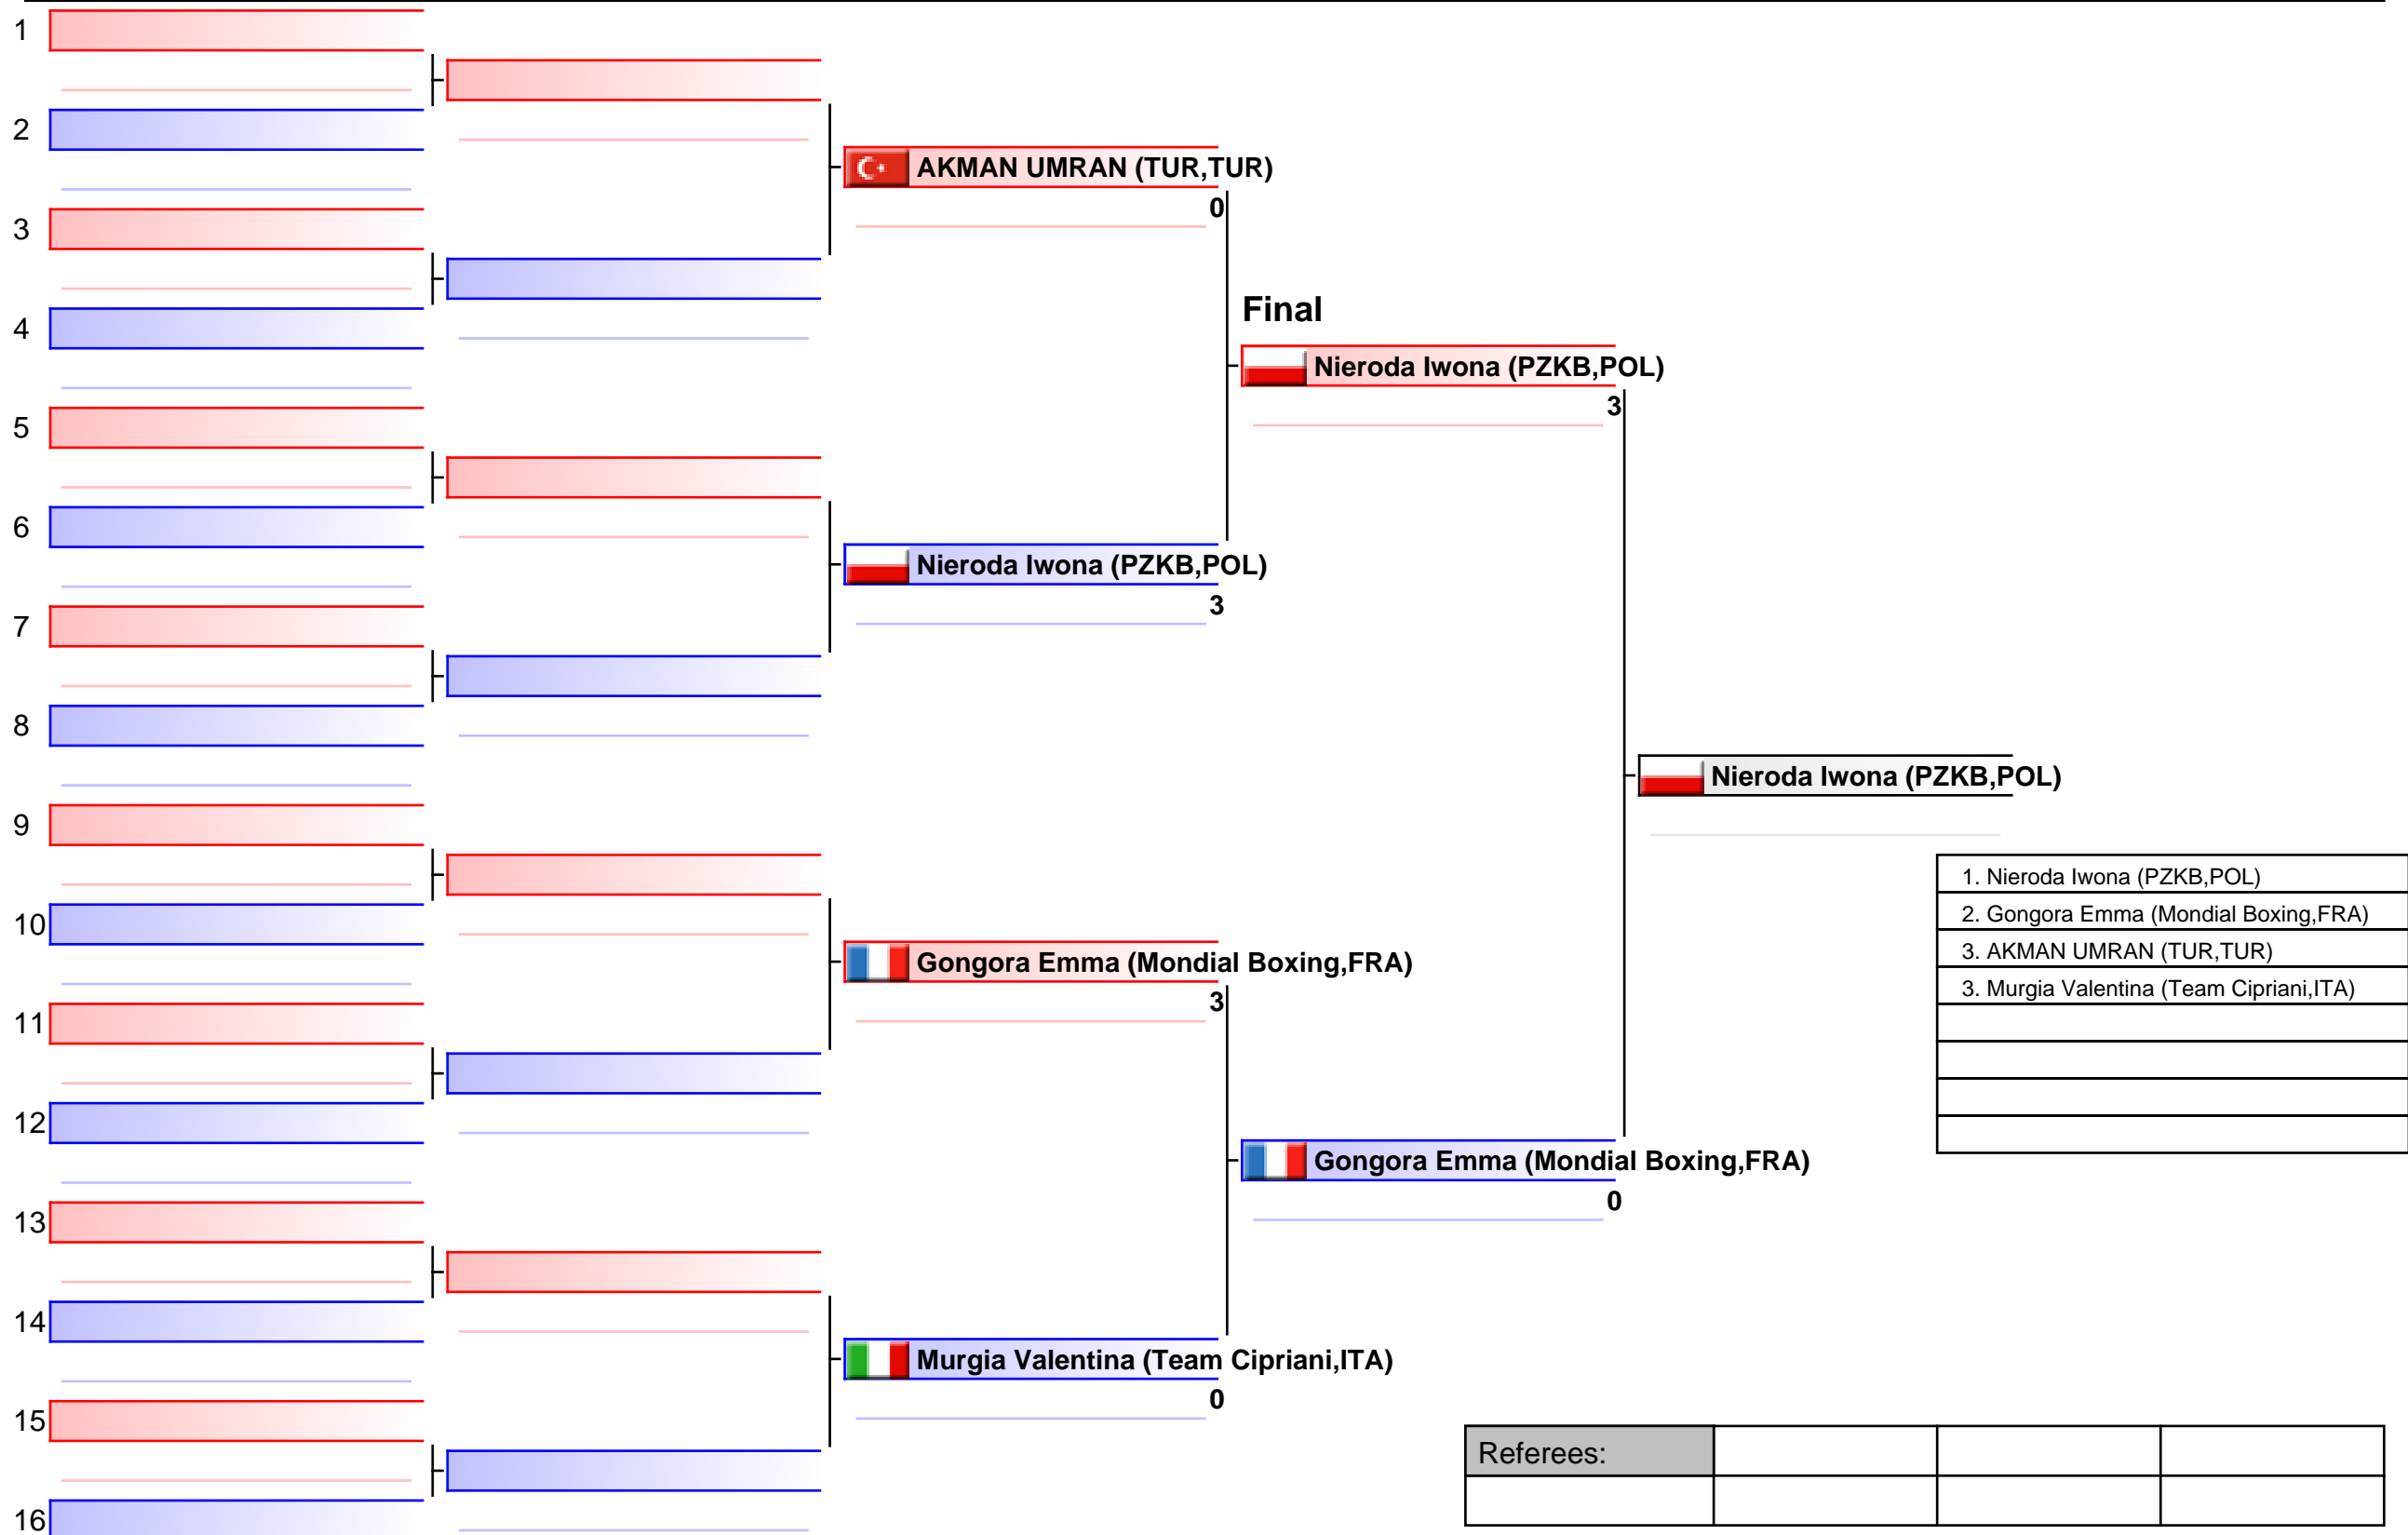 1
2
AKMAN UMRAN (TUR,TUR)
0
3
Final
4
Nieroda Iwona (PZKB,POL)
3
5
6
Nieroda Iwona (PZKB,POL)
3
7
8
Nieroda Iwona (PZKB,POL)
9
1. Nieroda Iwona (PZKB,POL)
2. Gongora Emma (Mondial Boxing,FRA)
3. AKMAN UMRAN (TUR,TUR)
3. Murgia Valentina (Team Cipriani,ITA)
10
Gongora Emma (Mondial Boxing,FRA)
3
11
12
Gongora Emma (Mondial Boxing,FRA)
0
13
14
Murgia Valentina (Team Cipriani,ITA)
0
15
Referees:
16